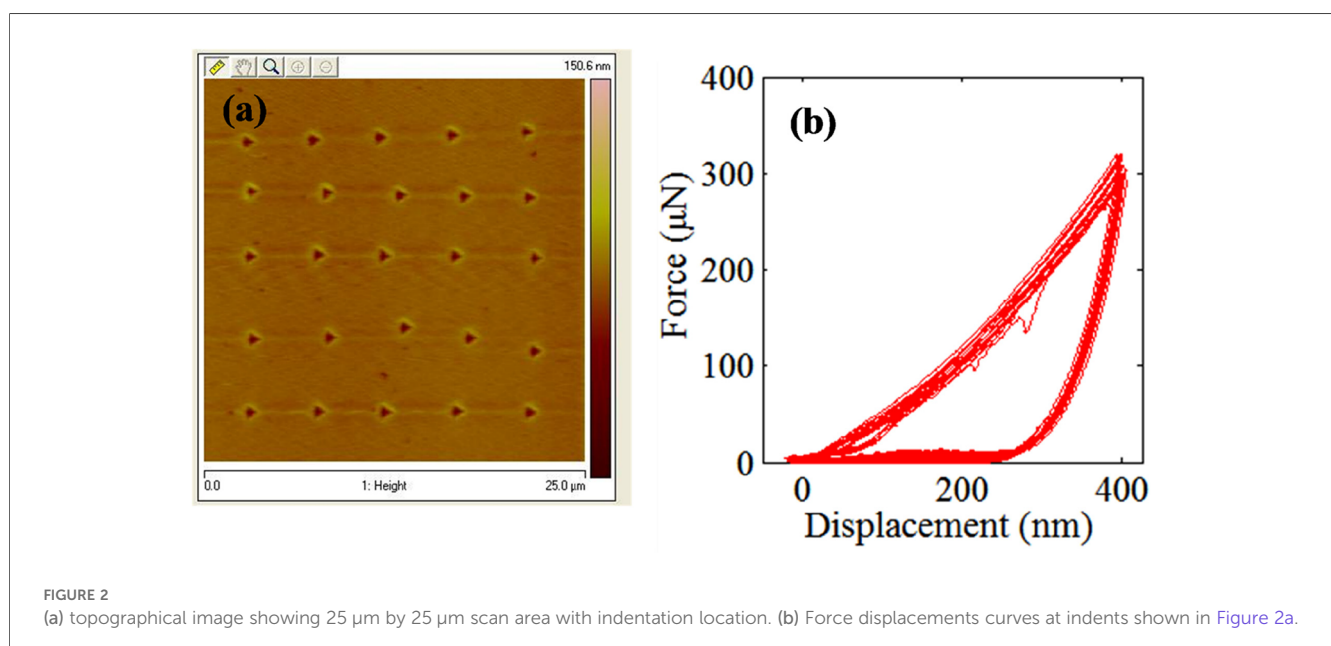 150.6 nm
(a)
0.0
1: Height
25.0 µm
(b)
Force (µN)
400
300
200
100
0
0
200
400
Displacement (nm)
FIGURE 2
(a) topographical image showing 25 µm by 25 µm scan area with indentation location. (b) Force displacements curves at indents shown in Figure 2a.